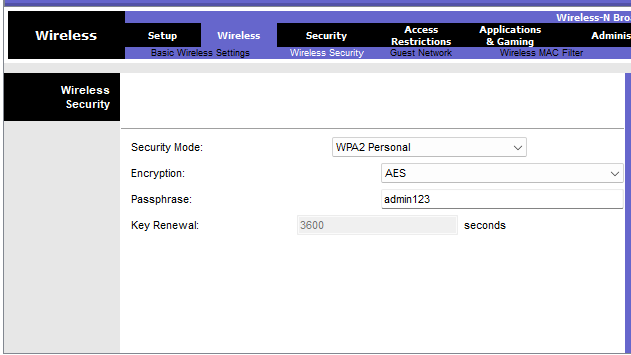 Wireless-N Bro
Wireless
Setup Wireless Security Access Restrictions Applications & Gaming Adminis
Basic Wireless Settings Wireless Security Guest Network Wireless MAC Filter
Wireless
Security
Security Mode: WPA2 Personal
Encryption: AES
Passphrase: admin123
Key Renewal: 3600 seconds